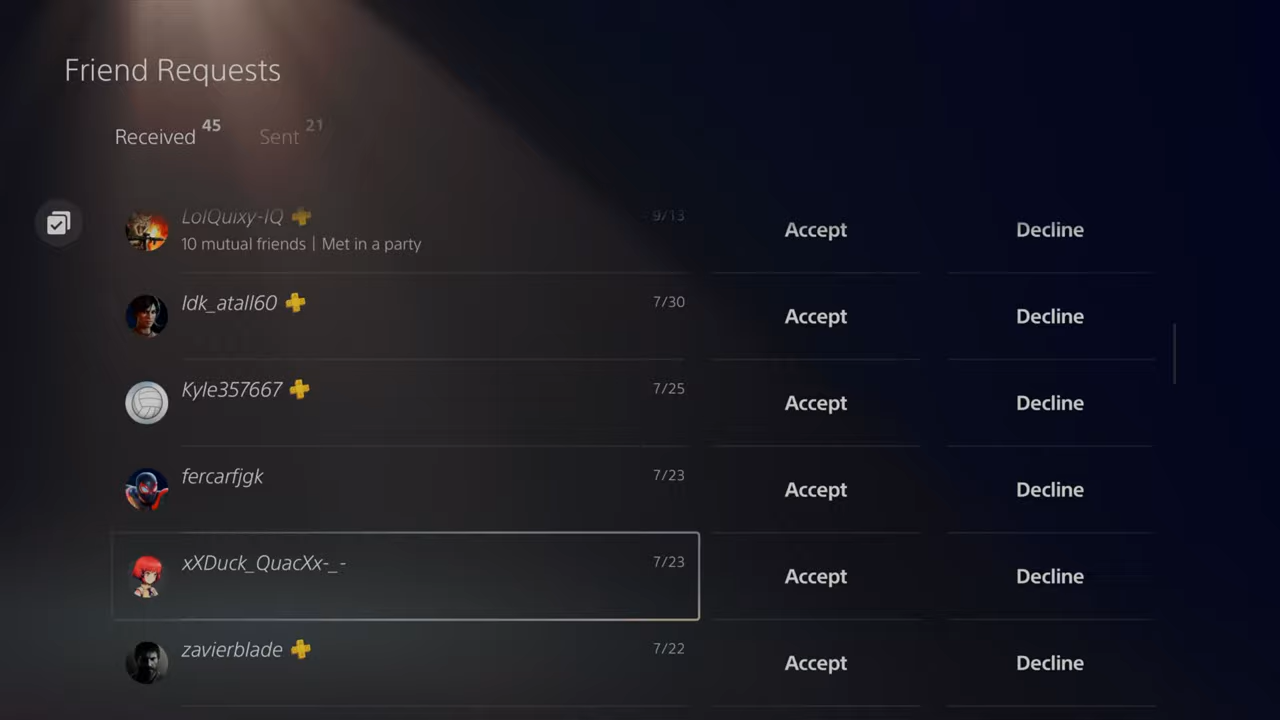 Friend Requests
Received 45 Sent 21
LolQuixy-IQ 9/13
10 mutual friends | Met in a party
Accept Decline
Idk_atall60 7/30
Accept Decline
Kyle357667 7/25
Accept Decline
fercarfjgk 7/23
Accept Decline
xXDuck_QuacXx-_- 7/23
Accept Decline
zavierblade 7/22
Accept Decline